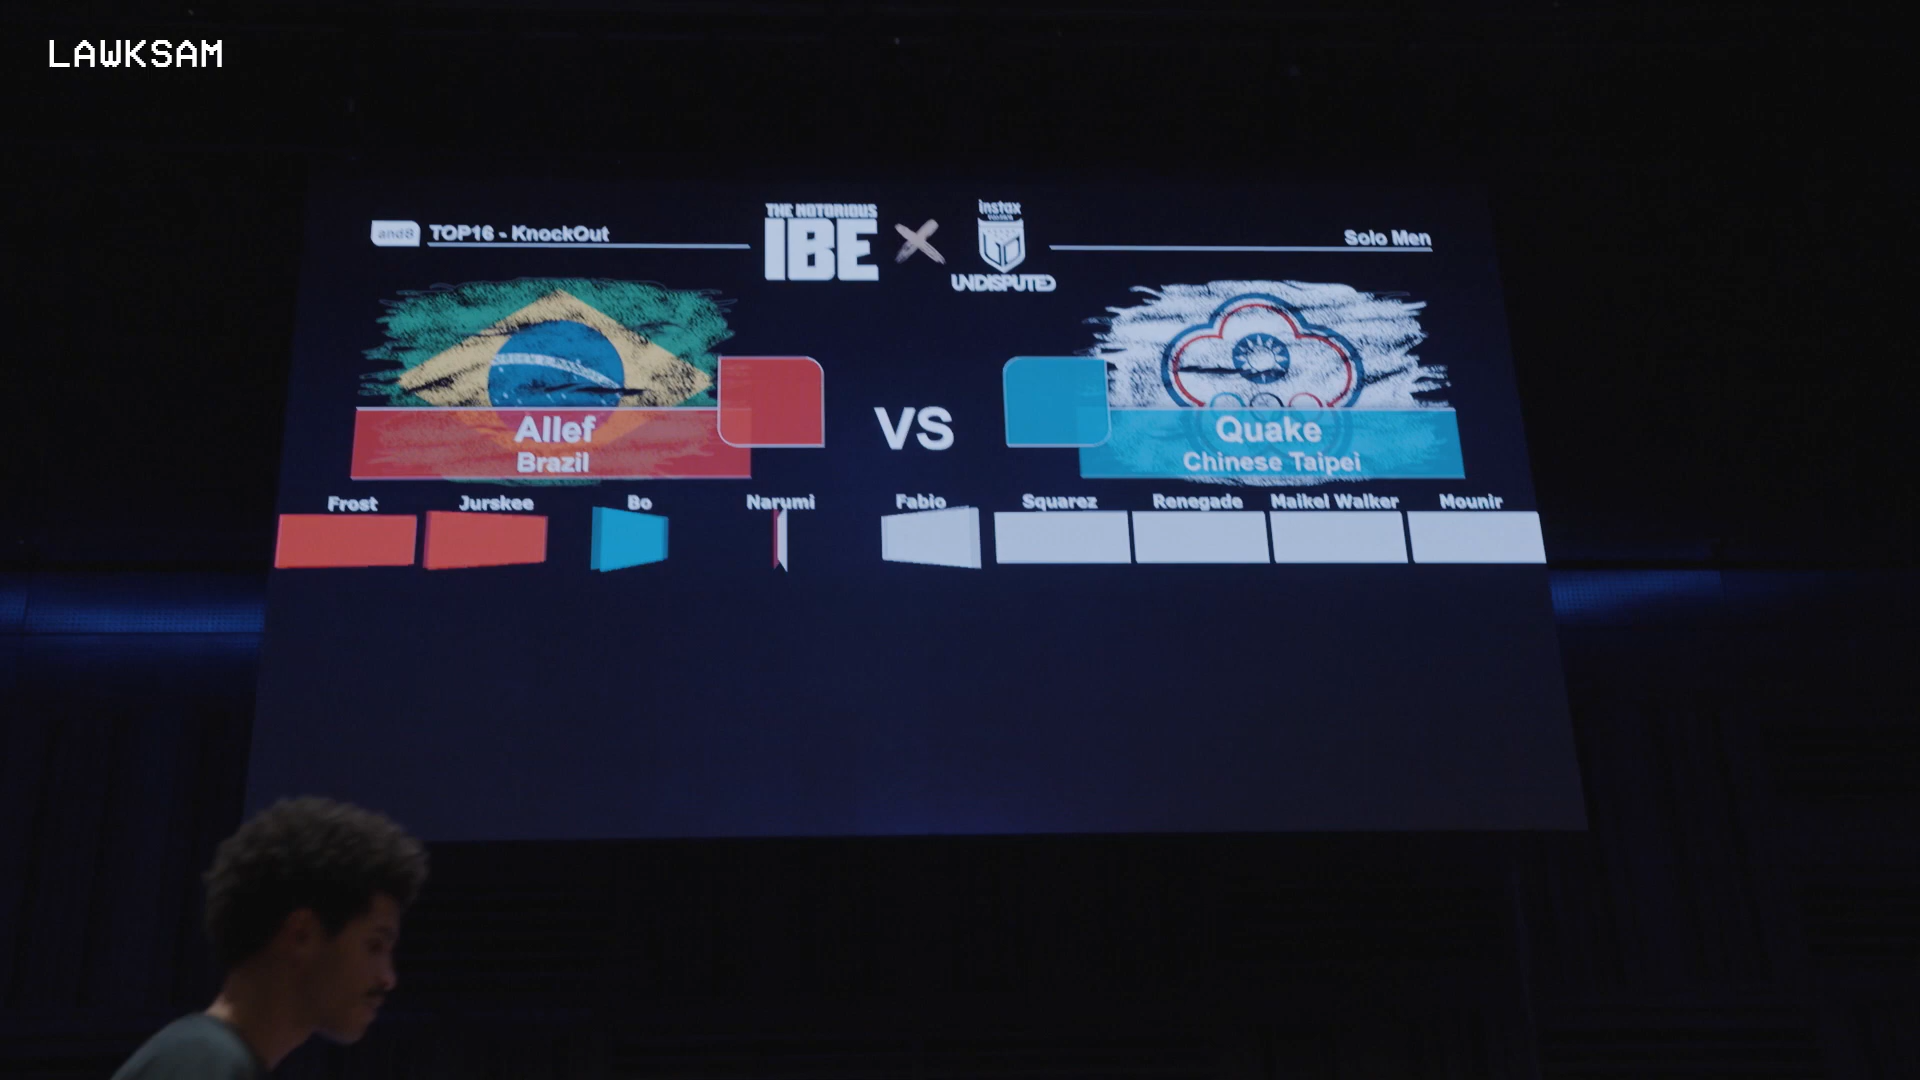 LAWKSAM
and8 TOP16 - KnockOut
THE NOTORIOUS
IBE
instax
UNDISPUTED
Solo Men
Allef
Brazil
VS
Quake
Chinese Taipei
Frost Jurskee Bo Narumi Fabio Squarez Renegade Maikel Walker Mounir